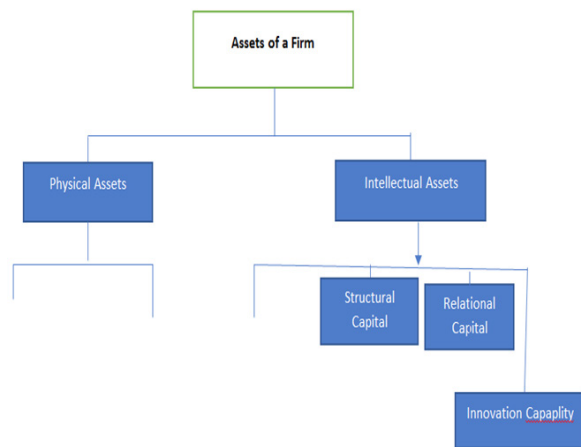 Assets of a Firm
Physical Assets
Intellectual Assets
Structural
Capital
Relational
Capital
Innovation Capaplity